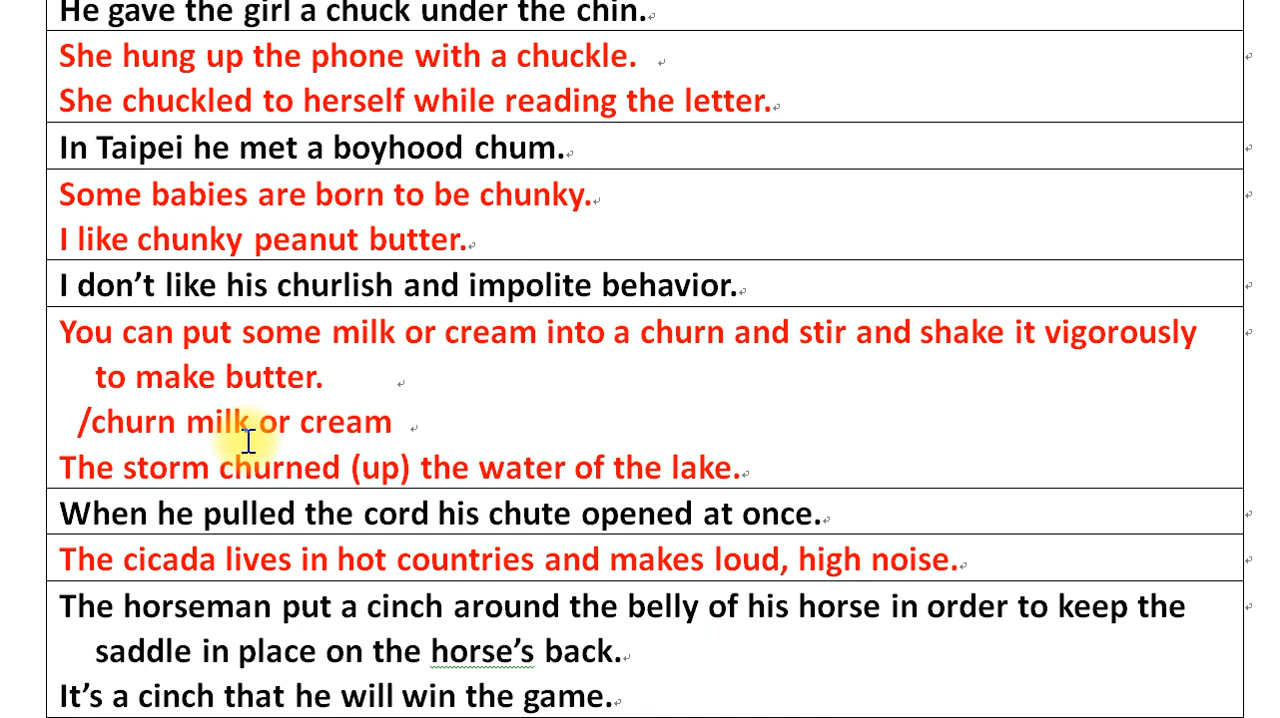 He gave the girl a chuck under the chin.
She hung up the phone with a chuckle.
She chuckled to herself while reading the letter.
In Taipei he met a boyhood chum.
Some babies are born to be chunky.
I like chunky peanut butter.
I don’t like his churlish and impolite behavior.
You can put some milk or cream into a churn and stir and shake it vigorously
to make butter.
/churn milk or cream
The storm churned (up) the water of the lake.
When he pulled the cord his chute opened at once.
The cicada lives in hot countries and makes loud, high noise.
The horseman put a cinch around the belly of his horse in order to keep the
saddle in place on the horse’s back.
It’s a cinch that he will win the game.